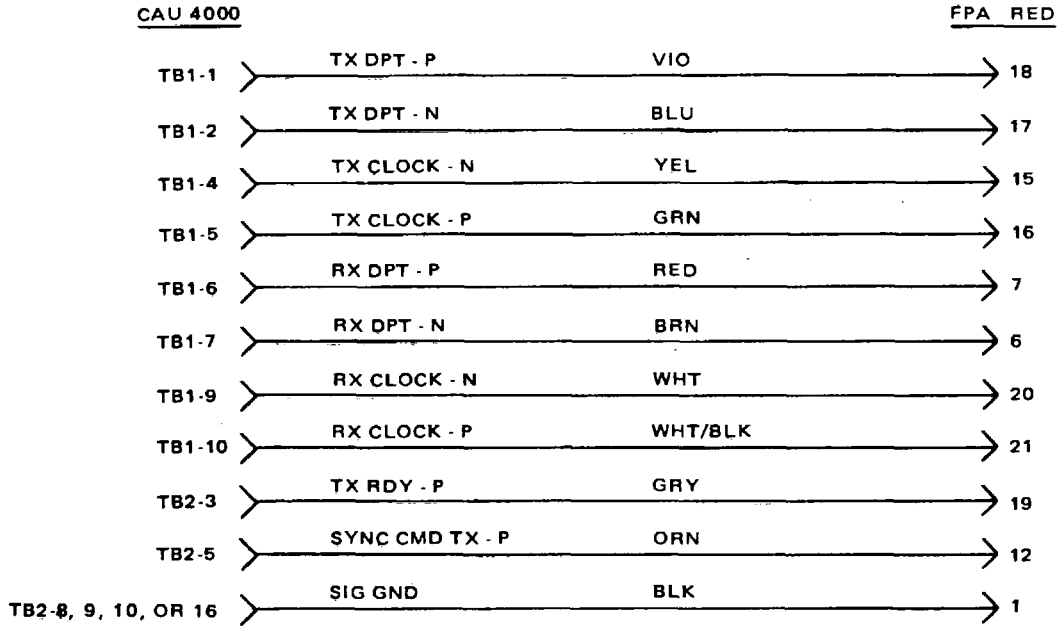 CAU 4000 FPA RED
TB1-1 TX DPT - P VIO 18
TB1-2 TX DPT - N BLU 17
TB1-4 TX CLOCK - N YEL 15
TB1-5 TX CLOCK - P GRN 16
TB1-6 RX DPT - P RED 7
TB1-7 RX DPT - N BRN 6
TB1-9 RX CLOCK - N WHT 20
TB1-10 RX CLOCK - P WHT/BLK 21
TB2-3 TX RDY - P GRY 19
TB2-5 SYNC CMD TX - P ORN 12
TB2-8, 9, 10, OR 16 SIG GND BLK 1